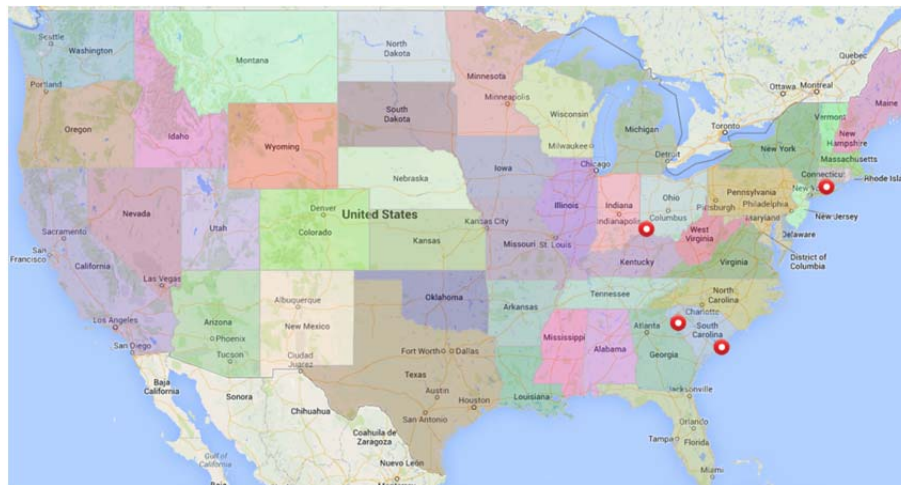 Seattle
Washington
Portland
Oregon
Idaho
Montana
North
Dakota
South
Dakota
Wyoming
Nebraska
Minnesota
Minneapolis
Wisconsin
Milwaukee
Michigan
Detroit
Chicago
Iowa
Toronto
Ottawa
Montreal
Quebec
Maine
Vermont
New
Hampshire
Massachusetts
New York
Connecticut
Rhode Isla
Pennsylvania
Pittsburgh
Philadelphia
Maryland
New Jersey
Delaware
District of
Columbia
Ohio
Columbus
Indiana
Indianapolis
Illinois
West
Virginia
Virginia
Kentucky
Missouri
St. Louis
Kansas City
Kansas
United States
Denver
Colorado
Utah
Nevada
Sacramento
San
Francisco
California
Las Vegas
Los Angeles
San Diego
Arizona
Phoenix
Tucson
Albuquerque
New Mexico
Ciudad
Juarez
Oklahoma
Arkansas
Tennessee
North
Carolina
Charlotte
South
Carolina
Atlanta
Georgia
Alabama
Mississippi
Louisiana
Fort Worth
Dallas
Texas
Austin
Houston
San Antonio
Jacksonville
Orlando
Tampa
Florida
Miami
Baja
California
Sonora
Chihuahua
Coahuila de
Zaragoza
Nuevo León
Monterrey
Gulf of
California
Baja